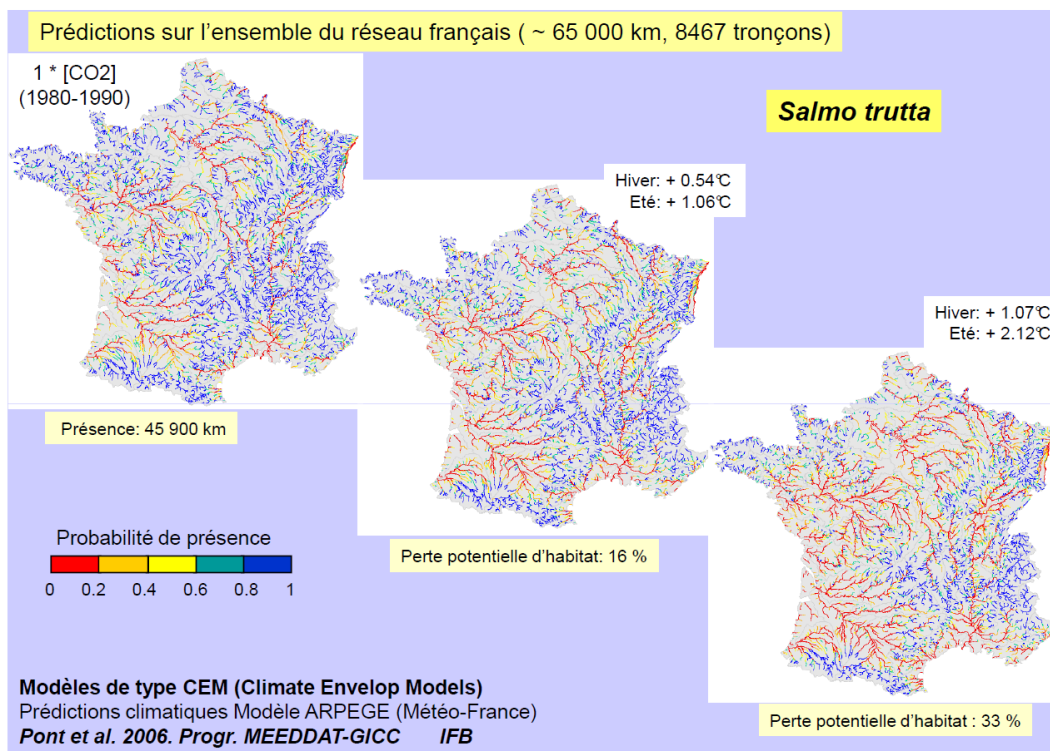 Prédictions sur l'ensemble du réseau français ( ~ 65 000 km, 8467 tronçons)
1 * [CO2]
(1980-1990)
Salmo trutta
Hiver: + 0.54°C
Eté: + 1.06°C
Hiver: + 1.07°C
Eté: + 2.12°C
Présence: 45 900 km
Perte potentielle d'habitat: 16 %
Probabilité de présence
0 0.2 0.4 0.6 0.8 1
Modèles de type CEM (Climate Envelop Models)
Prédictions climatiques Modèle ARPEGE (Météo-France)
Pont et al. 2006. Progr. MEEDDAT-GICC IFB
Perte potentielle d'habitat : 33 %